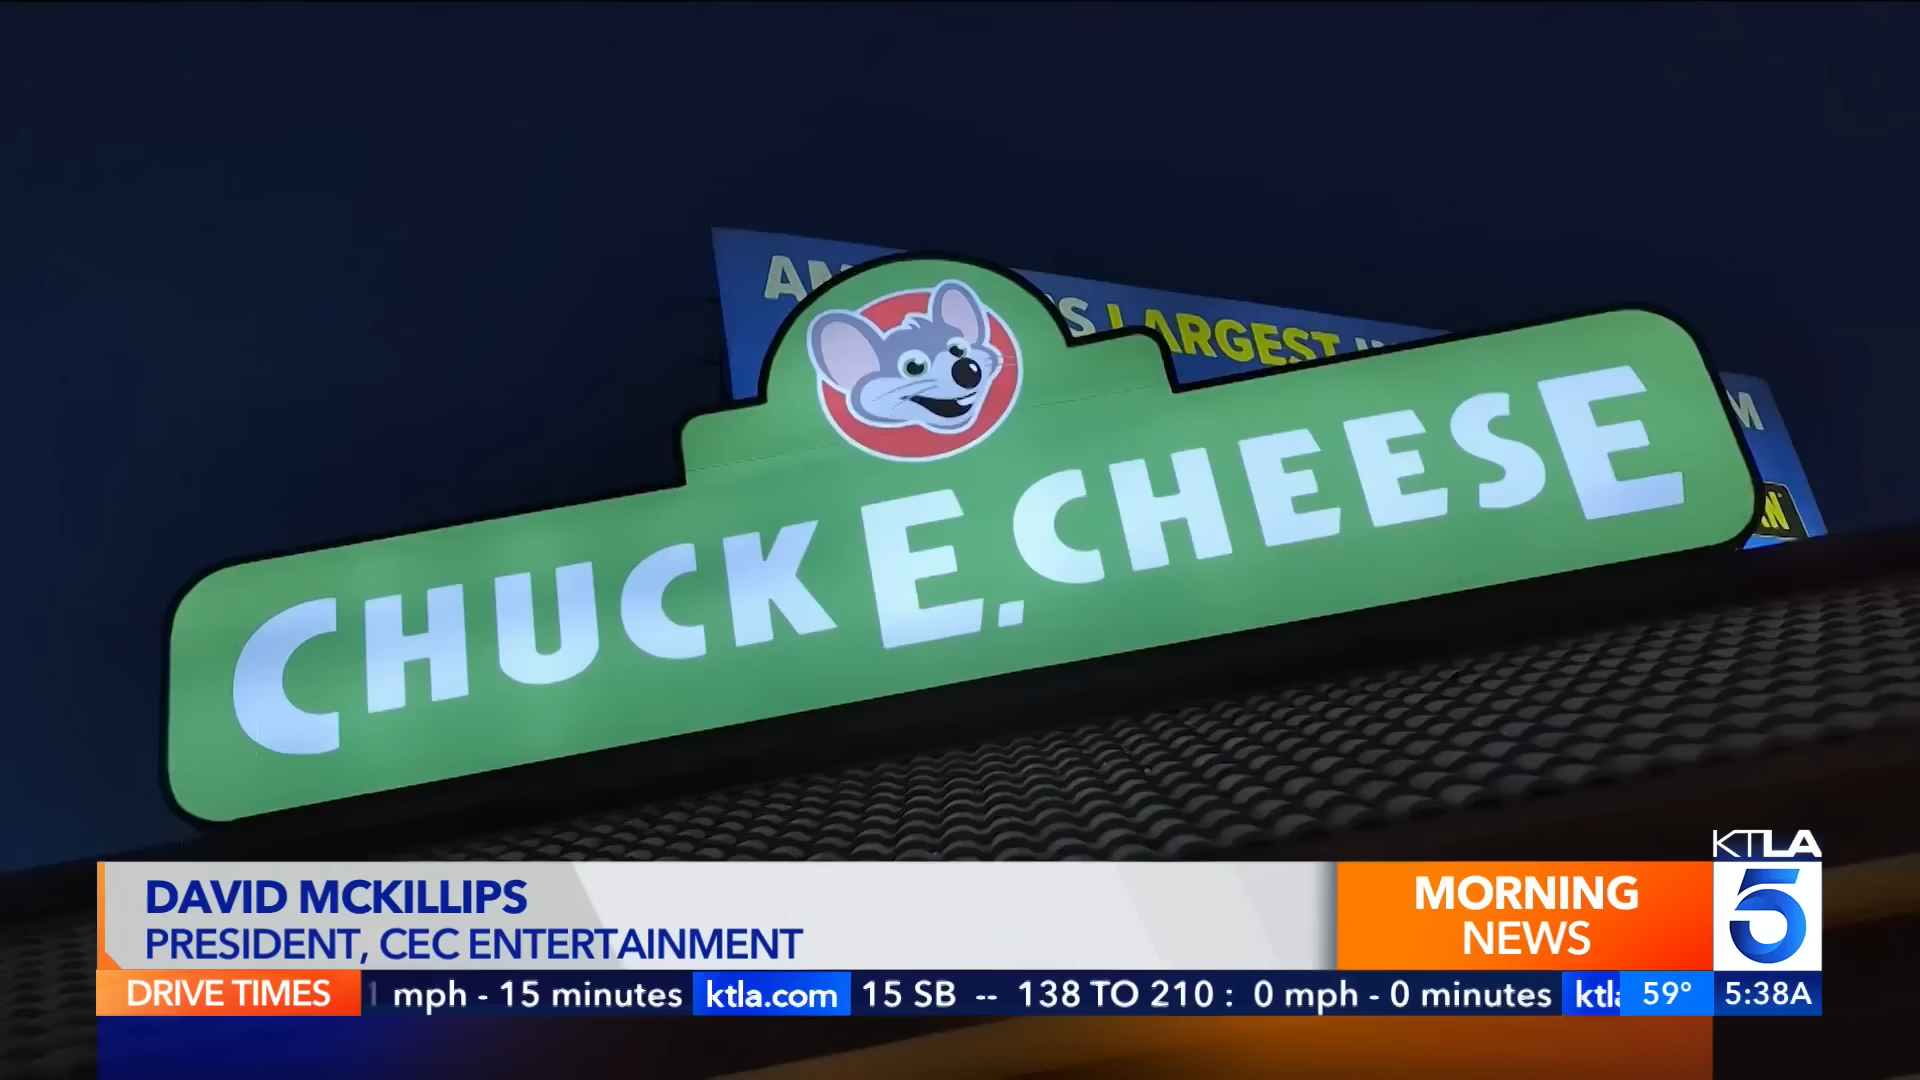 LARGEST
CHUCK E. CHEESE
KTLA
5
DAVID MCKILLIPS
PRESIDENT, CEC ENTERTAINMENT
MORNING
NEWS
DRIVE TIMES mph - 15 minutes ktla.com 15 SB -- 138 TO 210 : 0 mph - 0 minutes 59° 5:38A